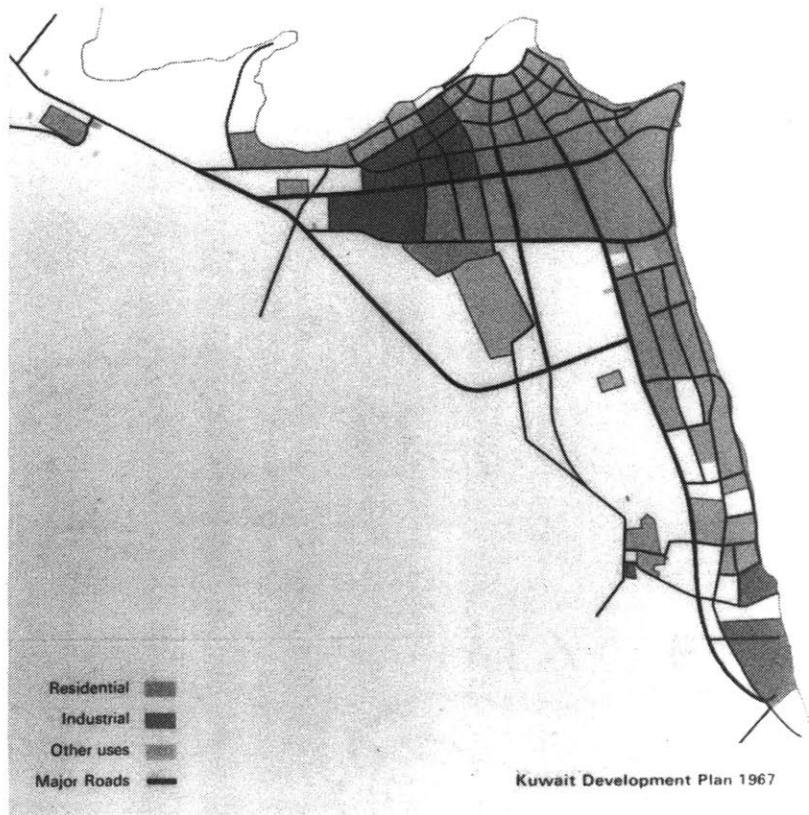 Residential
Industrial
Other uses
Major Roads
Kuwait Development Plan 1967